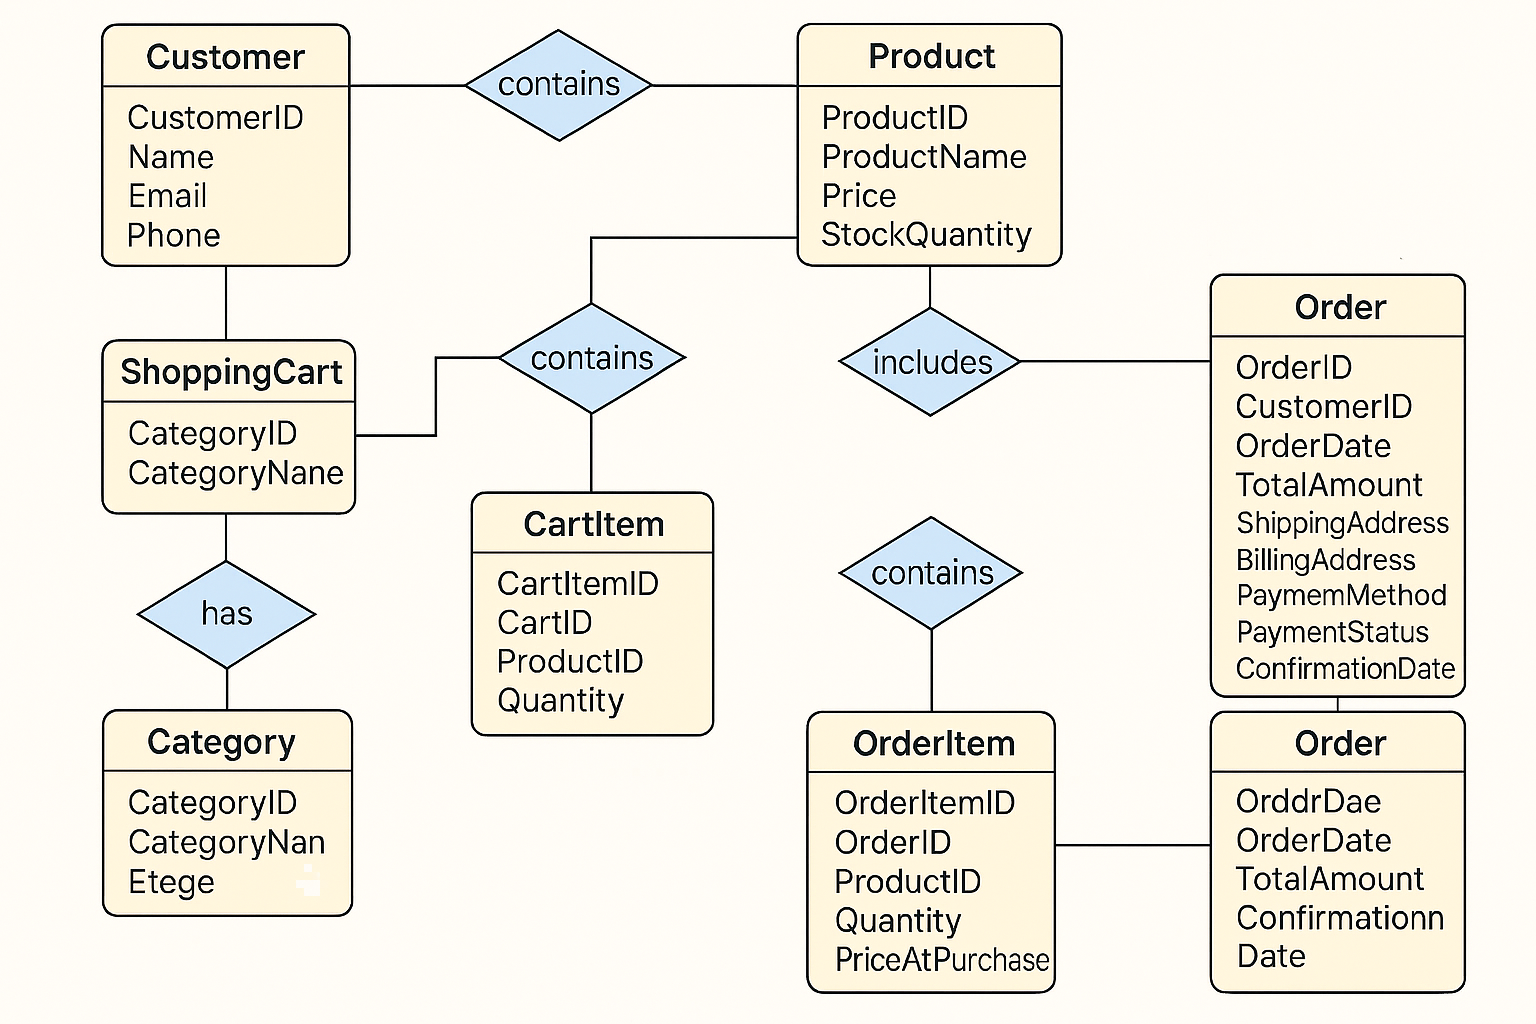 Customer
CustomerID
Name
Email
Phone
contains
Product
ProductID
ProductName
Price
StockQuantity
ShoppingCart
CategoryID
CategoryNane
contains
includes
Order
OrderID
CustomerID
OrderDate
TotalAmount
ShippingAddress
BillingAddress
PaymemMethod
PaymentStatus
ConfirmationDate
has
CartItem
CartItemID
CartID
ProductID
Quantity
contains
Category
CategoryID
CategoryNan
Etege
OrderItem
OrderItemID
OrderID
ProductID
Quantity
PriceAtPurchase
Order
OrddrDae
OrderDate
TotalAmount
Confirmationn
Date